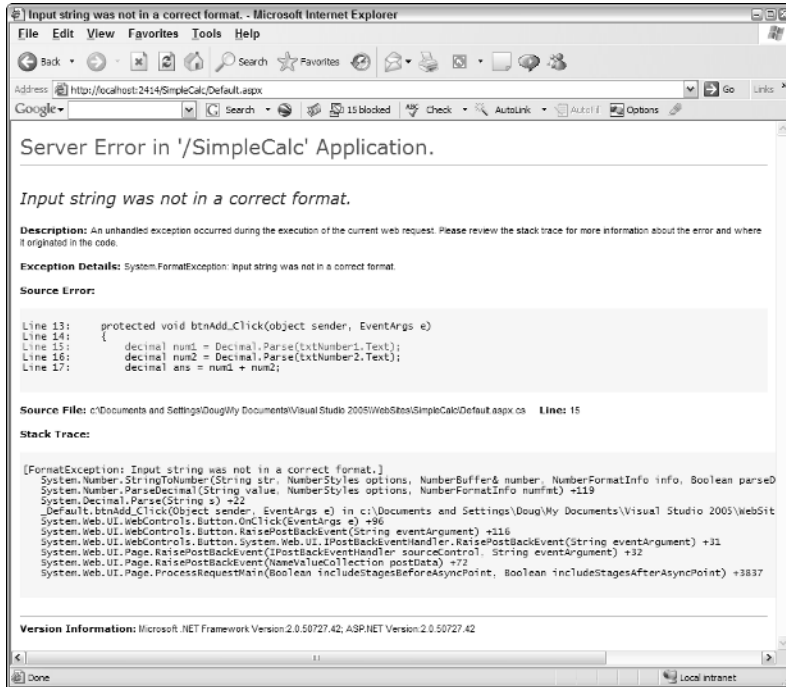 Input string was not in a correct format. - Microsoft Internet Explorer
File Edit View Favorites Tools Help
Back Search Favorites
Address http://localhost:2414/SimpleCalc/Default.aspx Go Links
Google Search 15 blocked Check AutoLink AutoFill Options
Server Error in '/SimpleCalc' Application.
Input string was not in a correct format.
Description: An unhandled exception occurred during the execution of the current web request. Please review the stack trace for more information about the error and where
it originated in the code.
Exception Details: System.FormatException: Input string was not in a correct format.
Source Error:
Line 13: protected void btnAdd_Click(object sender, EventArgs e)
Line 14: {
Line 15: decimal num1 = Decimal.Parse(txtNumber1.Text);
Line 16: decimal num2 = Decimal.Parse(txtNumber2.Text);
Line 17: decimal ans = num1 + num2;
Source File: c:\Documents and Settings\Doug\My Documents\Visual Studio 2005\WebSites\SimpleCalc\Default.aspx.cs Line: 15
Stack Trace:
[FormatException: Input string was not in a correct format.]
System.Number.StringToNumber(String str, NumberStyles options, NumberBuffer& number, NumberFormatInfo info, Boolean parseD
System.Number.ParseDecimal(String value, NumberStyles options, NumberFormatInfo numfmt) +119
System.Decimal.Parse(String s) +22
_Default.btnAdd_Click(Object sender, EventArgs e) in c:\Documents and Settings\Doug\My Documents\Visual Studio 2005\WebSit
System.Web.UI.WebControls.Button.OnClick(EventArgs e) +96
System.Web.UI.WebControls.Button.RaisePostBackEvent(String eventArgument) +116
System.Web.UI.WebControls.Button.System.Web.UI.IPostBackEventHandler.RaisePostBackEvent(String eventArgument) +31
System.Web.UI.Page.RaisePostBackEvent(IPostBackEventHandler sourceControl, String eventArgument) +32
System.Web.UI.Page.RaisePostBackEvent(NameValueCollection postData) +72
System.Web.UI.Page.ProcessRequestMain(Boolean includeStagesBeforeAsyncPoint, Boolean includeStagesAfterAsyncPoint) +3837
Version Information: Microsoft .NET Framework Version:2.0.50727.42; ASP.NET Version:2.0.50727.42
Done Local intranet